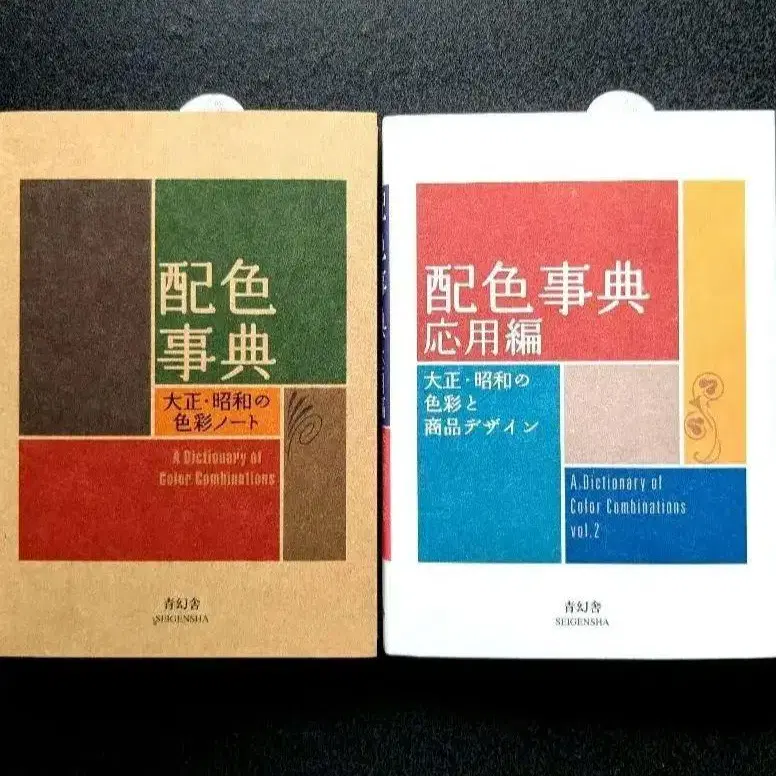 配色
事典
大正・昭和の
色彩ノート
A Dictionary of
Color Combinations
青幻舎
SEIGENSHA
配色事典
応用編
大正・昭和の
色彩と
商品デザイン
A Dictionary of
Color Combinations
vol.2
青幻舎
SEIGENSHA